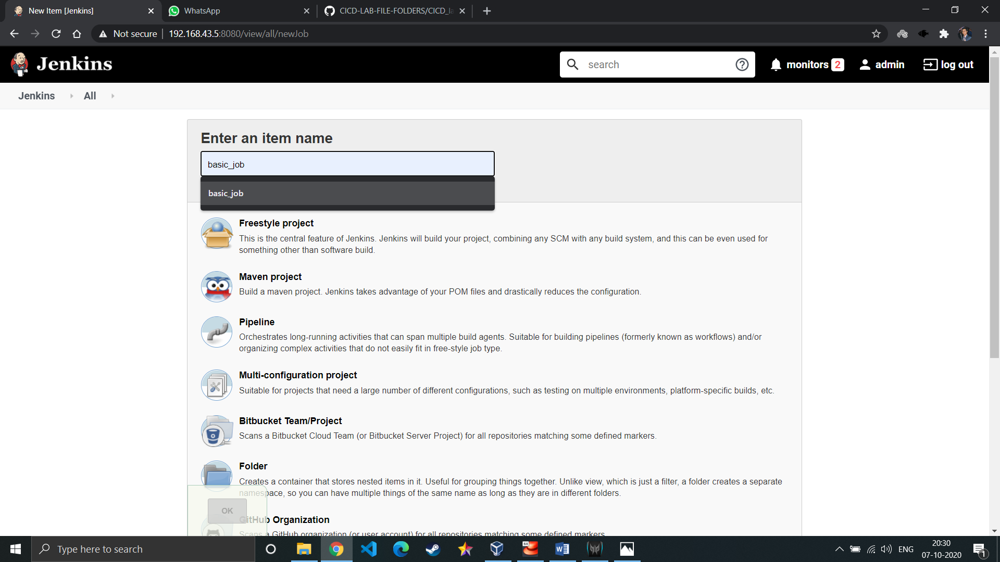 New Item [Jenkins]
WhatsApp
CICD-LAB-FILE-FOLDERS/CICD_la
Not secure
192.168.43.5:8080/view/all/newJob
Jenkins
search
monitors 2
admin
log out
Jenkins
All
Enter an item name
basic_job
basic_job
Freestyle project
This is the central feature of Jenkins. Jenkins will build your project, combining any SCM with any build system, and this can be even used for
something other than software build.
Maven project
Build a maven project. Jenkins takes advantage of your POM files and drastically reduces the configuration.
Pipeline
Orchestrates long-running activities that can span multiple build agents. Suitable for building pipelines (formerly known as workflows) and/or
organizing complex activities that do not easily fit in free-style job type.
Multi-configuration project
Suitable for projects that need a large number of different configurations, such as testing on multiple environments, platform-specific builds, etc.
Bitbucket Team/Project
Scans a Bitbucket Cloud Team (or Bitbucket Server Project) for all repositories matching some defined markers.
Folder
Creates a container that stores nested items in it. Useful for grouping things together. Unlike view, which is just a filter, a folder creates a separate
namespace, so you can have multiple things of the same name as long as they are in different folders.
OK
GitHub Organization
Scans a GitHub organization (or user account) for all repositories matching some defined markers.
Type here to search
64
ENG
20:30
07-10-2020
1